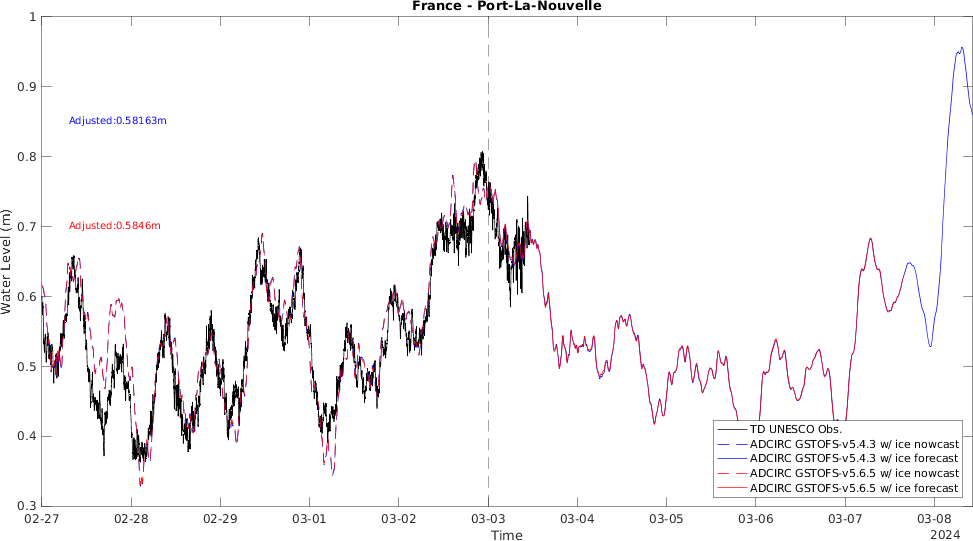 France - Port-La-Nouvelle
1
0.9
0.8
0.7
0.6
0.5
0.4
0.3
Water Level (m)
Adjusted:0.58163m
Adjusted:0.5846m
TD UNESCO Obs.
ADCIRC GSTOFS-v5.4.3 w/ ice nowcast
ADCIRC GSTOFS-v5.4.3 w/ ice forecast
ADCIRC GSTOFS-v5.6.5 w/ ice nowcast
ADCIRC GSTOFS-v5.6.5 w/ ice forecast
02-27 02-28 02-29 03-01 03-02 03-03 03-04 03-05 03-06 03-07 03-08
Time
2024